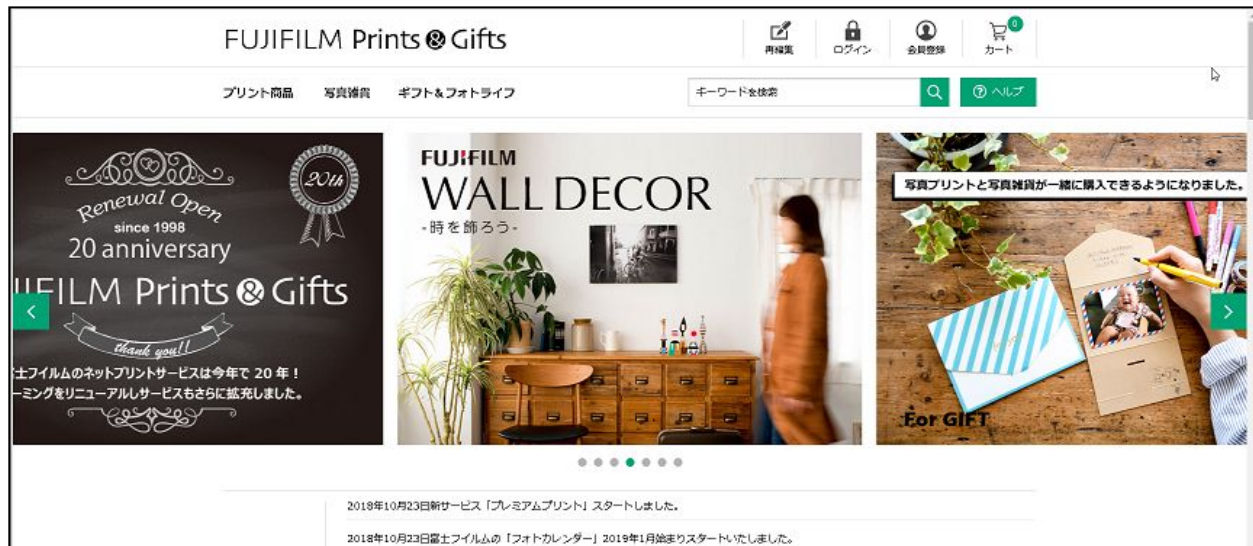 FUJIFILM Prints & Gifts
再編集
ログイン
会員登録
0
カート
プリント商品
写真雑貨
ギフト&フォトライフ
キーワードを検索
ヘルプ
Renewal Open
since 1998
20 anniversary
20th
UJIFILM Prints & Gifts
thank you!!
士フイルムのネットプリントサービスは今年で 20 年！
ーミングをリニューアルしサービスもさらに拡充しました。
FUJIFILM
WALL DECOR
-時を飾ろう-
写真プリントと写真雑貨が一緒に購入できるようになりました。
For GIFT
2018年10月23日新サービス「プレミアムプリント」スタートしました。
2018年10月23日富士フイルムの「フォトカレンダー」2019年1月始まりスタートいたしました。